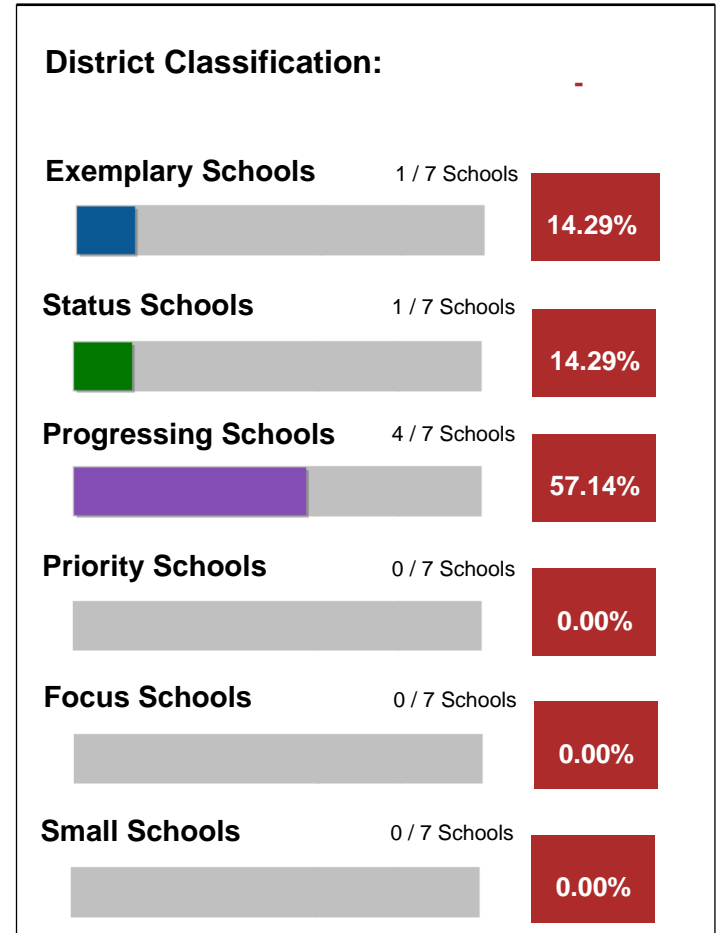 District Classification:
-
Exemplary Schools 1 / 7 Schools
14.29%
Status Schools 1 / 7 Schools
14.29%
Progressing Schools 4 / 7 Schools
57.14%
Priority Schools 0 / 7 Schools
0.00%
Focus Schools 0 / 7 Schools
0.00%
Small Schools 0 / 7 Schools
0.00%